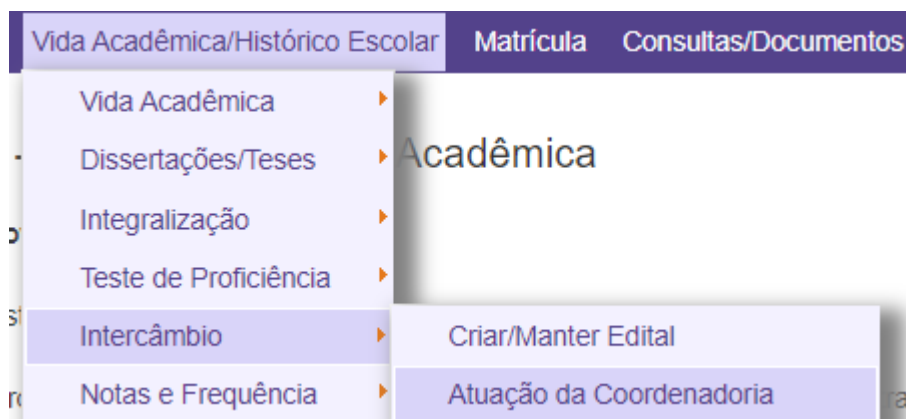 Vida Acadêmica/Histórico Escolar Matrícula Consultas/Documentos
Vida Acadêmica
Acadêmica
Dissertações/Teses
Integralização
Teste de Proficiência
Intercâmbio
Criar/Manter Edital
Notas e Frequência
Atuação da Coordenadoria